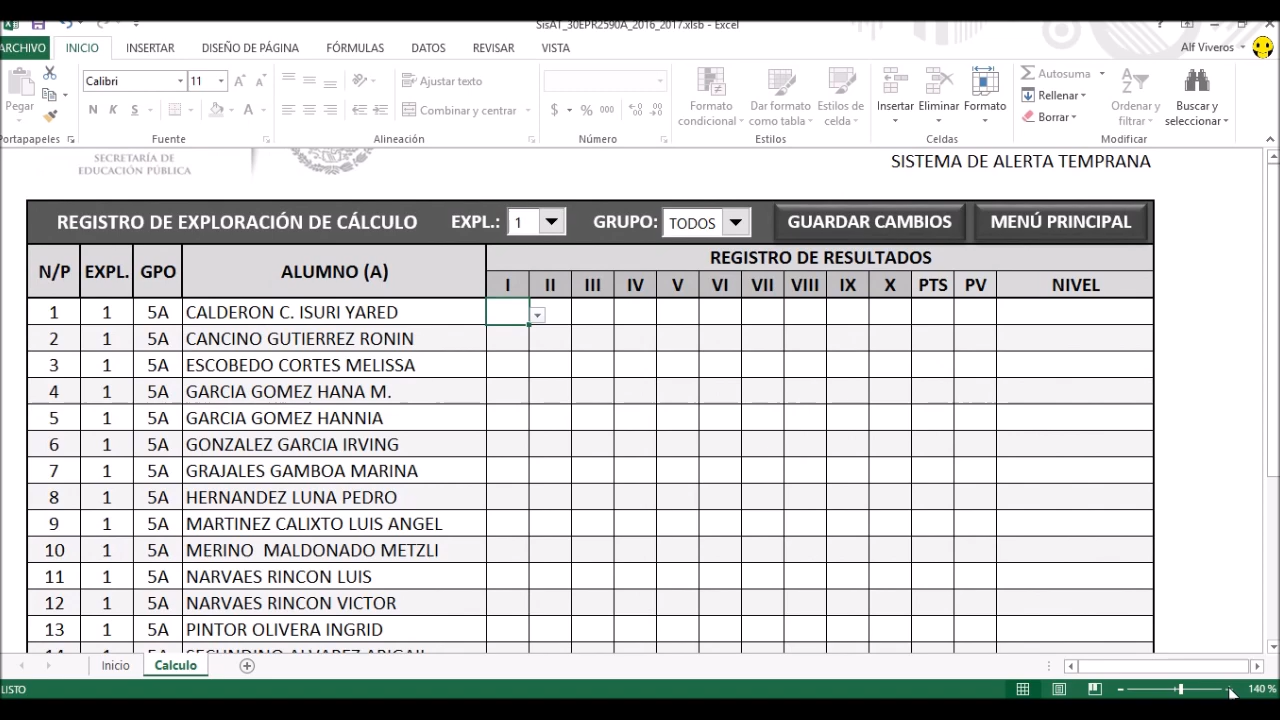 SisAT_30EPR2590A_2016_2017.xlsb - Excel
ARCHIVO INICIO INSERTAR DISEÑO DE PÁGINA FÓRMULAS DATOS REVISAR VISTA Alf Viveros
Calibri 11 Ajustar texto Autosuma
Pegar Formato condicional Dar formato como tabla Estilos de celda Insertar Eliminar Formato Rellenar Ordenar y filtrar Buscar y seleccionar
N K S A Combinar y centrar $ % 000 Borrar
Portapapeles Fuente Alineación Número Estilos Celdas Modificar
SECRETARÍA DE
EDUCACIÓN PÚBLICA
SISTEMA DE ALERTA TEMPRANA
REGISTRO DE EXPLORACIÓN DE CÁLCULO EXPL.: 1 GRUPO: TODOS GUARDAR CAMBIOS MENÚ PRINCIPAL
N/P EXPL. GPO ALUMNO (A) REGISTRO DE RESULTADOS
I II III IV V VI VII VIII IX X PTS PV NIVEL
1 1 5A CALDERON C. ISURI YARED
2 1 5A CANCINO GUTIERREZ RONIN
3 1 5A ESCOBEDO CORTES MELISSA
4 1 5A GARCIA GOMEZ HANA M.
5 1 5A GARCIA GOMEZ HANNIA
6 1 5A GONZALEZ GARCIA IRVING
7 1 5A GRAJALES GAMBOA MARINA
8 1 5A HERNANDEZ LUNA PEDRO
9 1 5A MARTINEZ CALIXTO LUIS ANGEL
10 1 5A MERINO MALDONADO METZLI
11 1 5A NARVAES RINCON LUIS
12 1 5A NARVAES RINCON VICTOR
13 1 5A PINTOR OLIVERA INGRID
Inicio Calculo
LISTO 140 %